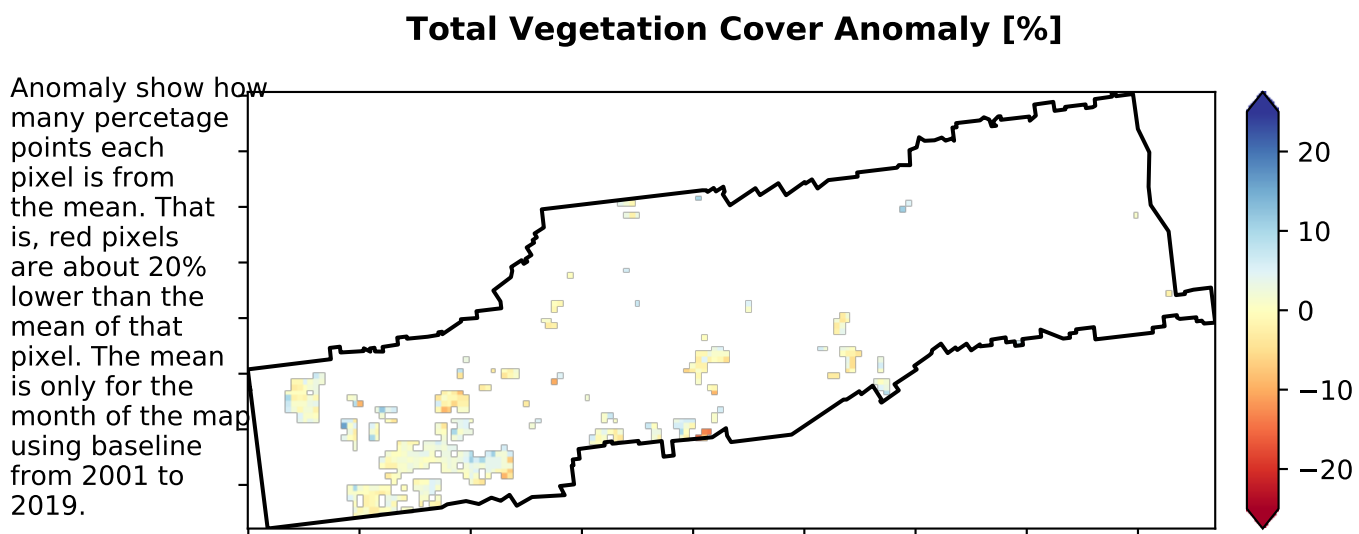 Total Vegetation Cover Anomaly [%]
Anomaly show how
many percetage
points each
pixel is from
the mean. That
is, red pixels
are about 20%
lower than the
mean of that
pixel. The mean
is only for the
month of the map
using baseline
from 2001 to
2019.
20
10
0
−10
−20